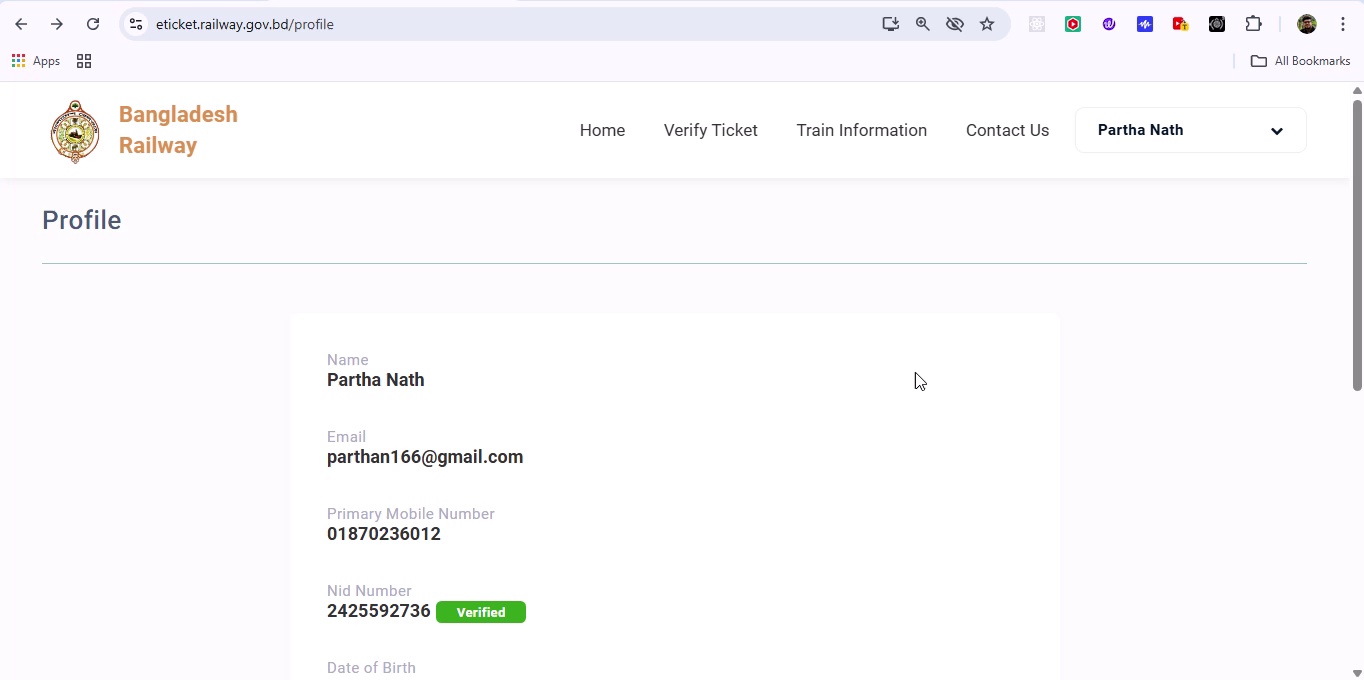 eticket.railway.gov.bd/profile
Apps
All Bookmarks
Bangladesh
Railway
Home
Verify Ticket
Train Information
Contact Us
Partha Nath
Profile
Name
Partha Nath
Email
parthan166@gmail.com
Primary Mobile Number
01870236012
Nid Number
2425592736 Verified
Date of Birth